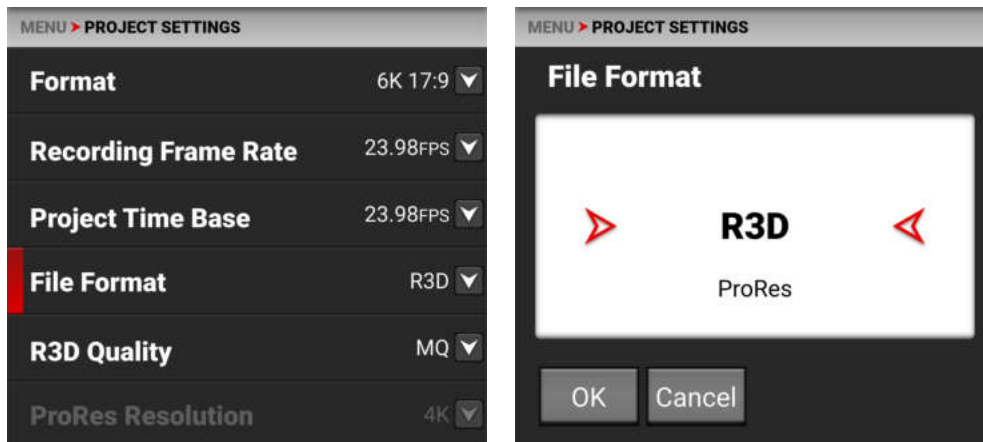 MENU > PROJECT SETTINGS
Format 6K 17:9
Recording Frame Rate 23.98FPS
Project Time Base 23.98FPS
File Format R3D
R3D Quality MQ
ProRes Resolution 4K
MENU > PROJECT SETTINGS
File Format
R3D
ProRes
OK Cancel